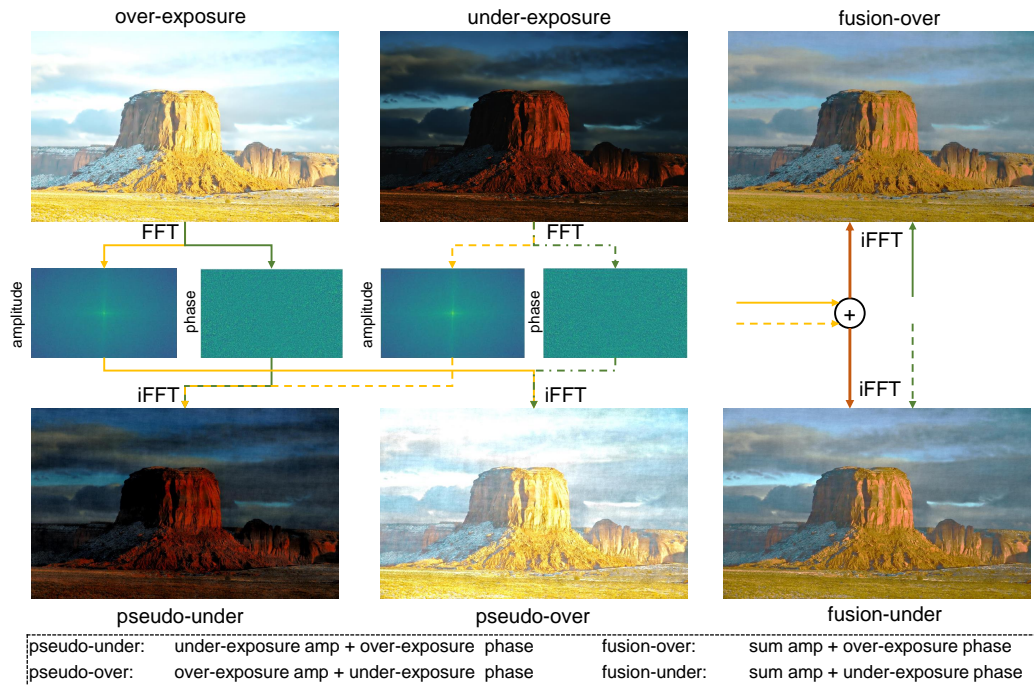 over-exposure under-exposure fusion-over
FFT FFT iFFT
amplitude phase amplitude phase
+
iFFT iFFT iFFT
pseudo-under pseudo-over fusion-under
pseudo-under: under-exposure amp + over-exposure phase fusion-over: sum amp + over-exposure phase
pseudo-over: over-exposure amp + under-exposure phase fusion-under: sum amp + under-exposure phase